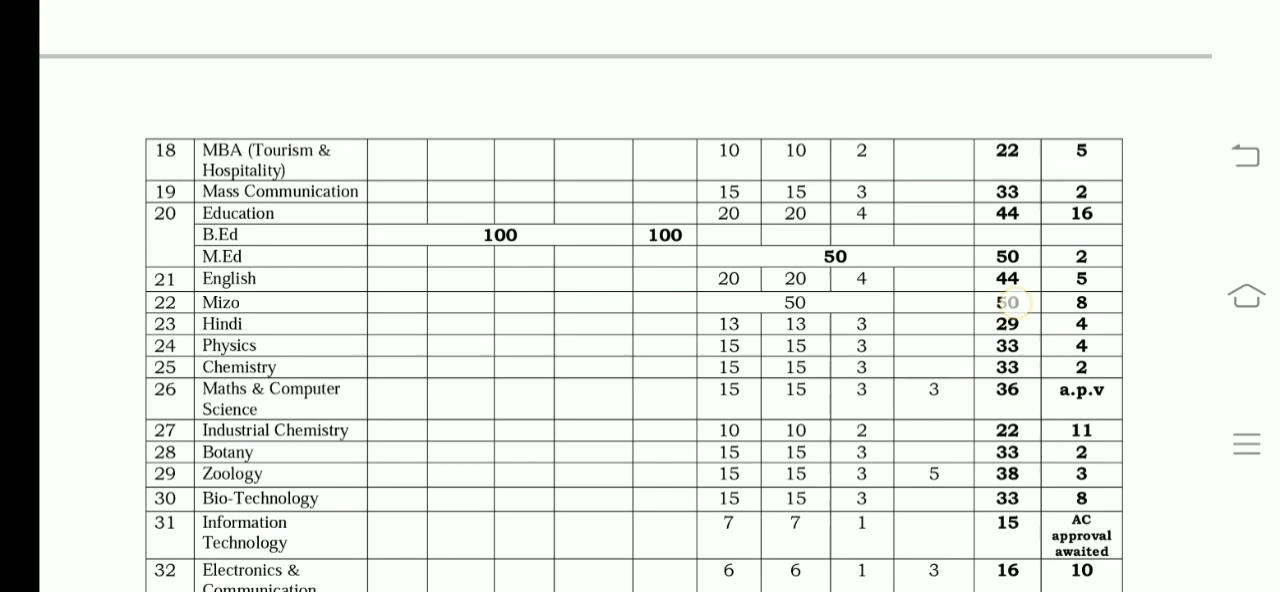 18 MBA (Tourism & 10 10 2 22 5
Hospitality)
19 Mass Communication 15 15 3 33 2
20 Education 20 20 4 44 16
B.Ed 100 100
M.Ed 50 50 2
21 English 20 20 4 44 5
22 Mizo 50 50 8
23 Hindi 13 13 3 29 4
24 Physics 15 15 3 33 4
25 Chemistry 15 15 3 33 2
26 Maths & Computer 15 15 3 3 36 a.p.v
Science
27 Industrial Chemistry 10 10 2 22 11
28 Botany 15 15 3 33 2
29 Zoology 15 15 3 5 38 3
30 Bio-Technology 15 15 3 33 8
31 Information 7 7 1 15 AC
Technology approval
awaited
32 Electronics & 6 6 1 3 16 10
Communication